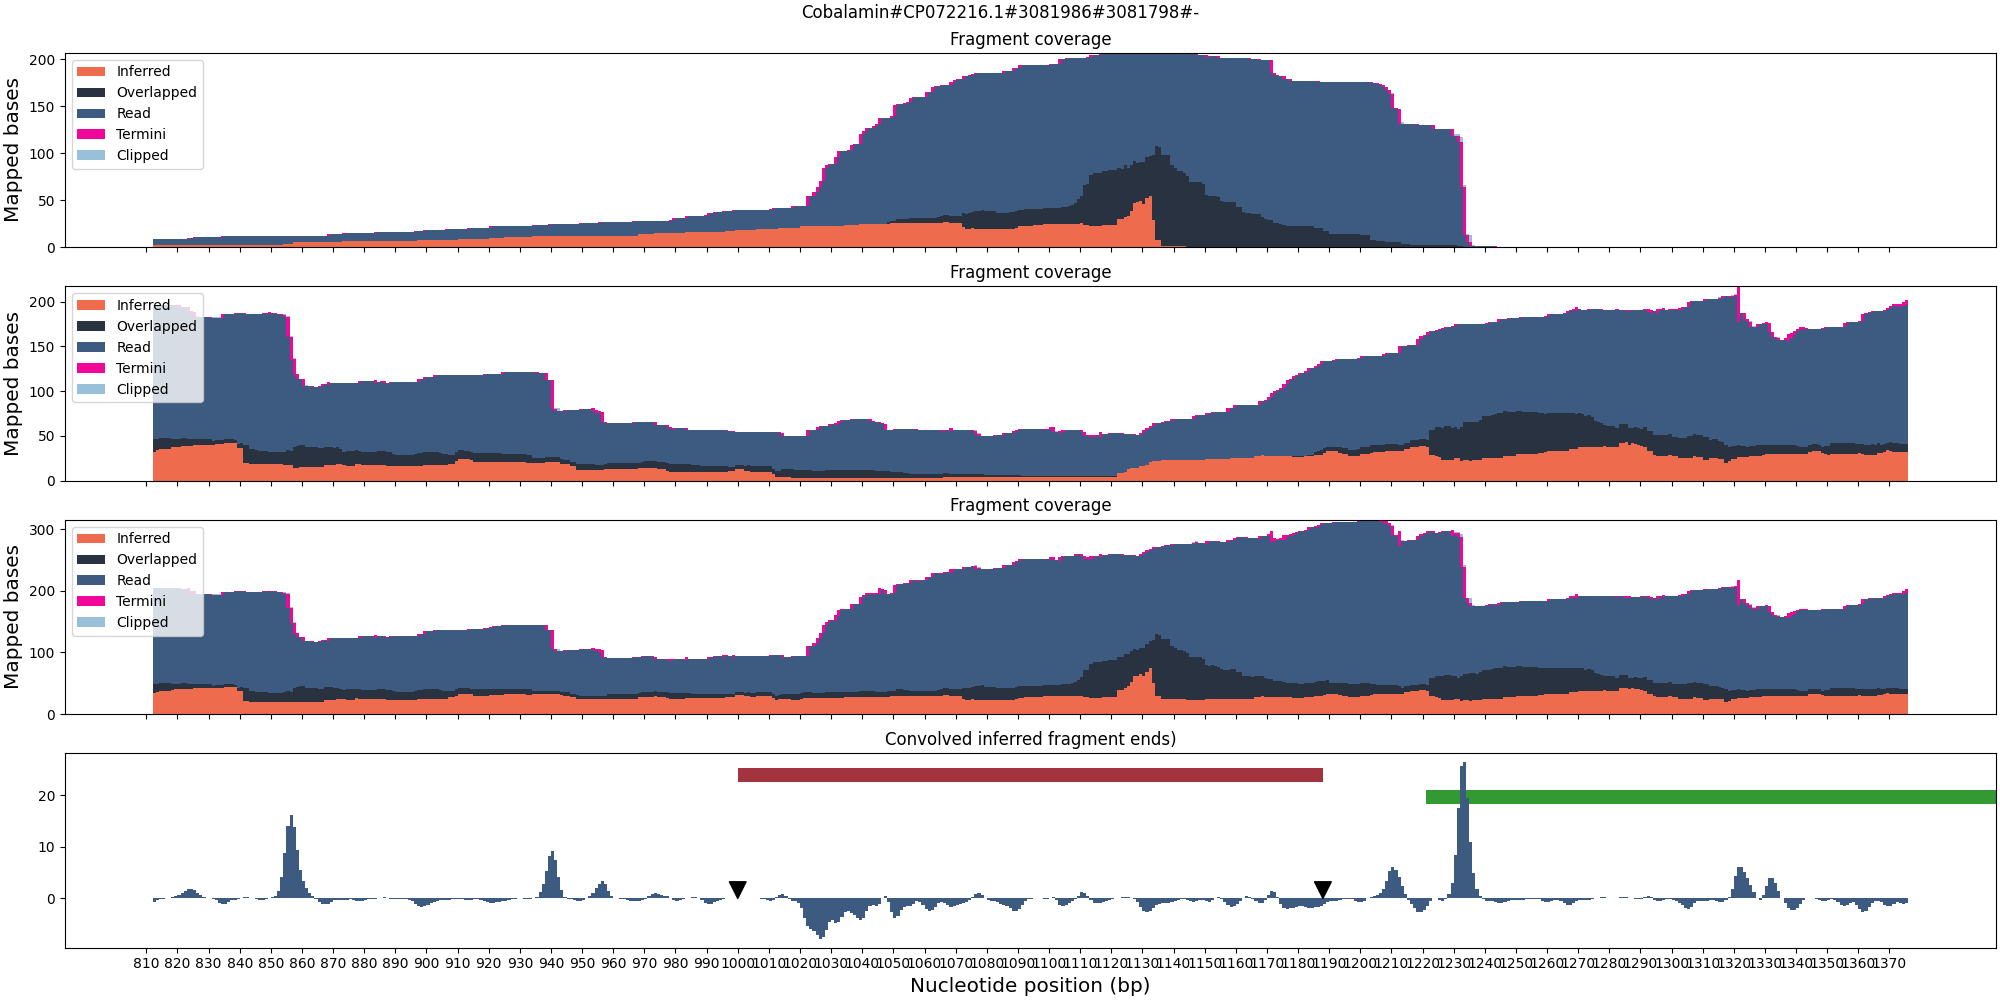 Cobalamin#CP072216.1#3081986#3081798#-
Fragment coverage
Mapped bases
200
150
100
50
0
Inferred
Overlapped
Read
Termini
Clipped
Fragment coverage
Mapped bases
200
150
100
50
0
Inferred
Overlapped
Read
Termini
Clipped
Fragment coverage
Mapped bases
300
200
100
0
Inferred
Overlapped
Read
Termini
Clipped
Convolved inferred fragment ends)
20
10
0
810 820 830 840 850 860 870 880 890 900 910 920 930 940 950 960 970 980 990 1000 1010 1020 1030 1040 1050 1060 1070 1080 1090 1100 1110 1120 1130 1140 1150 1160 1170 1180 1190 1200 1210 1220 1230 1240 1250 1260 1270 1280 1290 1300 1310 1320 1330 1340 1350 1360 1370
Nucleotide position (bp)